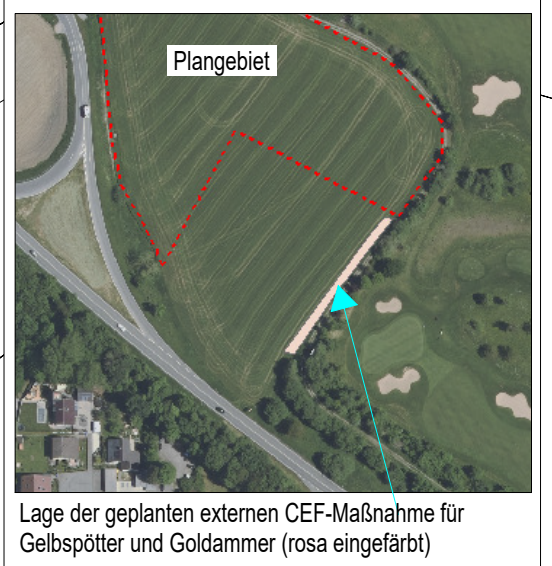 Plangebiet
Lage der geplanten externen CEF-Maßnahme für
Gelbspötter und Goldammer (rosa eingefärbt)